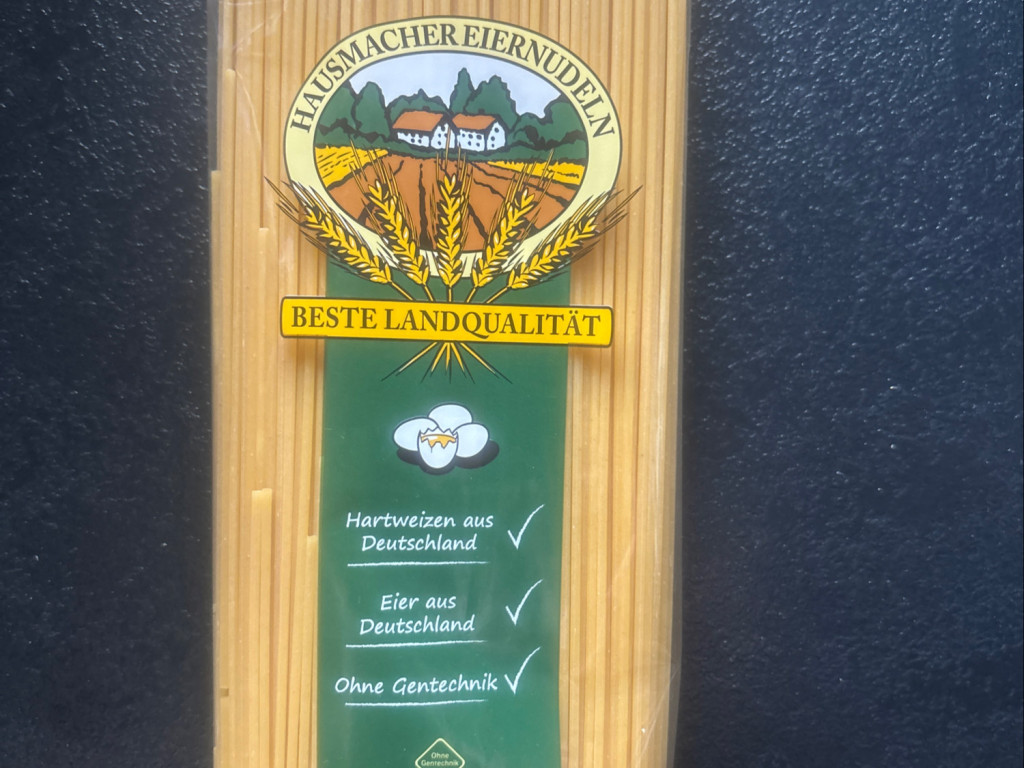 HAUSMACHER EIERNUDELN
BESTE LANDQUALITÄT
Hartweizen aus
Deutschland
Eier aus
Deutschland
Ohne Gentechnik
Ohne
Gentechnik